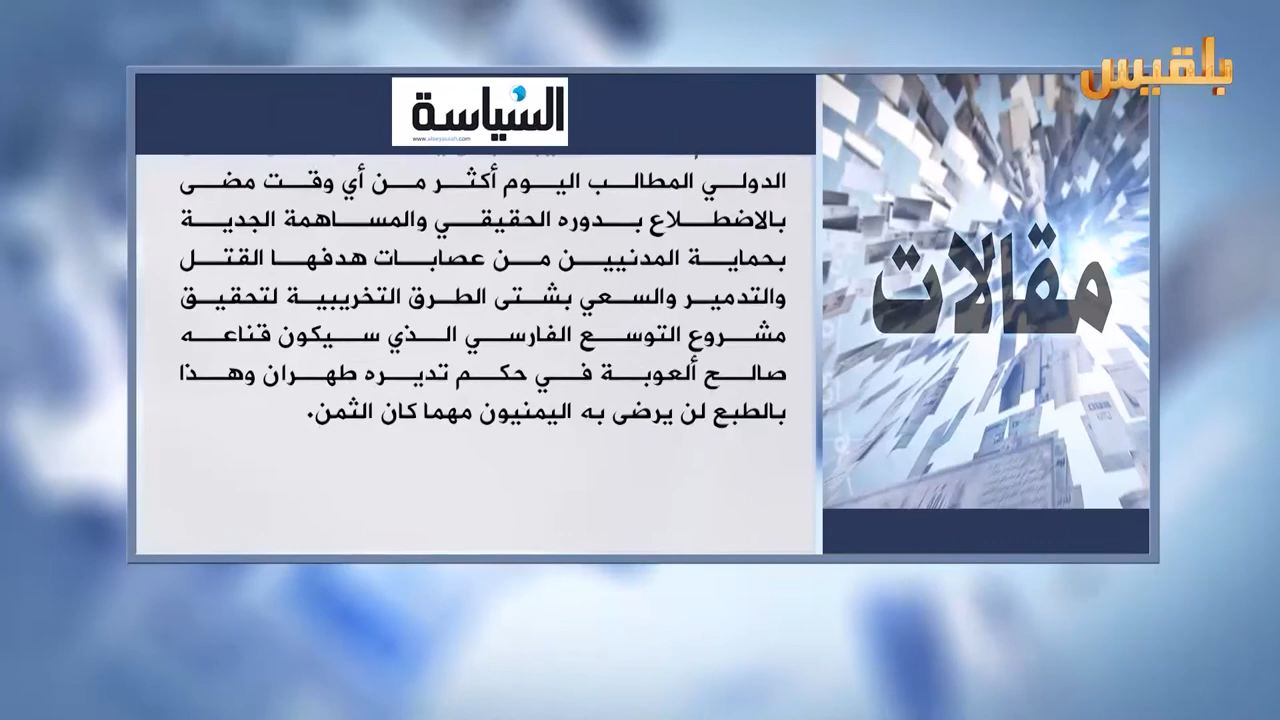 بلقيس
السياسة
www.alseyassah.com
الدولي المطالب اليوم أكثر من أي وقت مضى
بالاضطلاع بدوره الحقيقي والمساهمة الجدية
بحماية المدنيين من عصابات هدفها القتل
والتدمير والسعي بشتى الطرق التخريبية لتحقيق
مشروع التوسع الفارسي الذي سيكون قناعه
صالح ألعوبة في حكم تديره طهران وهذا
بالطبع لن يرضى به اليمنيون مهما كان الثمن.
مقالات